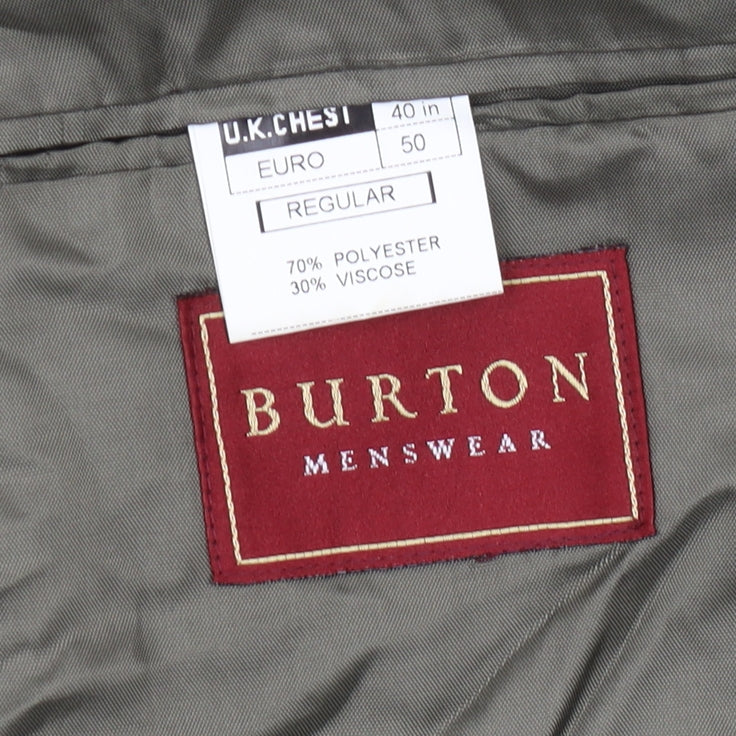 U.K.CHEST 40 in
EURO 50
REGULAR
70% POLYESTER
30% VISCOSE
BURTON
MENSWEAR